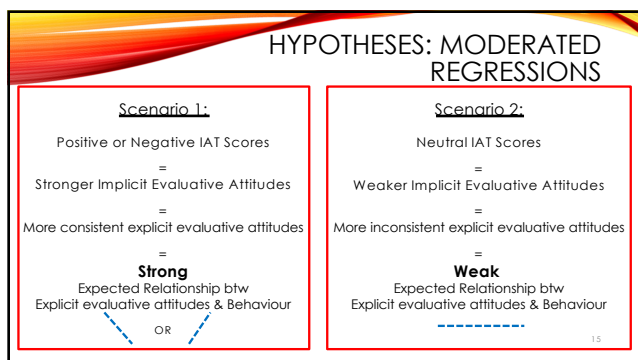 HYPOTHESES: MODERATED
REGRESSIONS
Scenario 1:
Positive or Negative IAT Scores
=
Stronger Implicit Evaluative Attitudes
=
More consistent explicit evaluative attitudes
=
Strong
Expected Relationship btw
Explicit evaluative attitudes & Behaviour
OR
Scenario 2:
Neutral IAT Scores
=
Weaker Implicit Evaluative Attitudes
=
More inconsistent explicit evaluative attitudes
=
Weak
Expected Relationship btw
Explicit evaluative attitudes & Behaviour
15